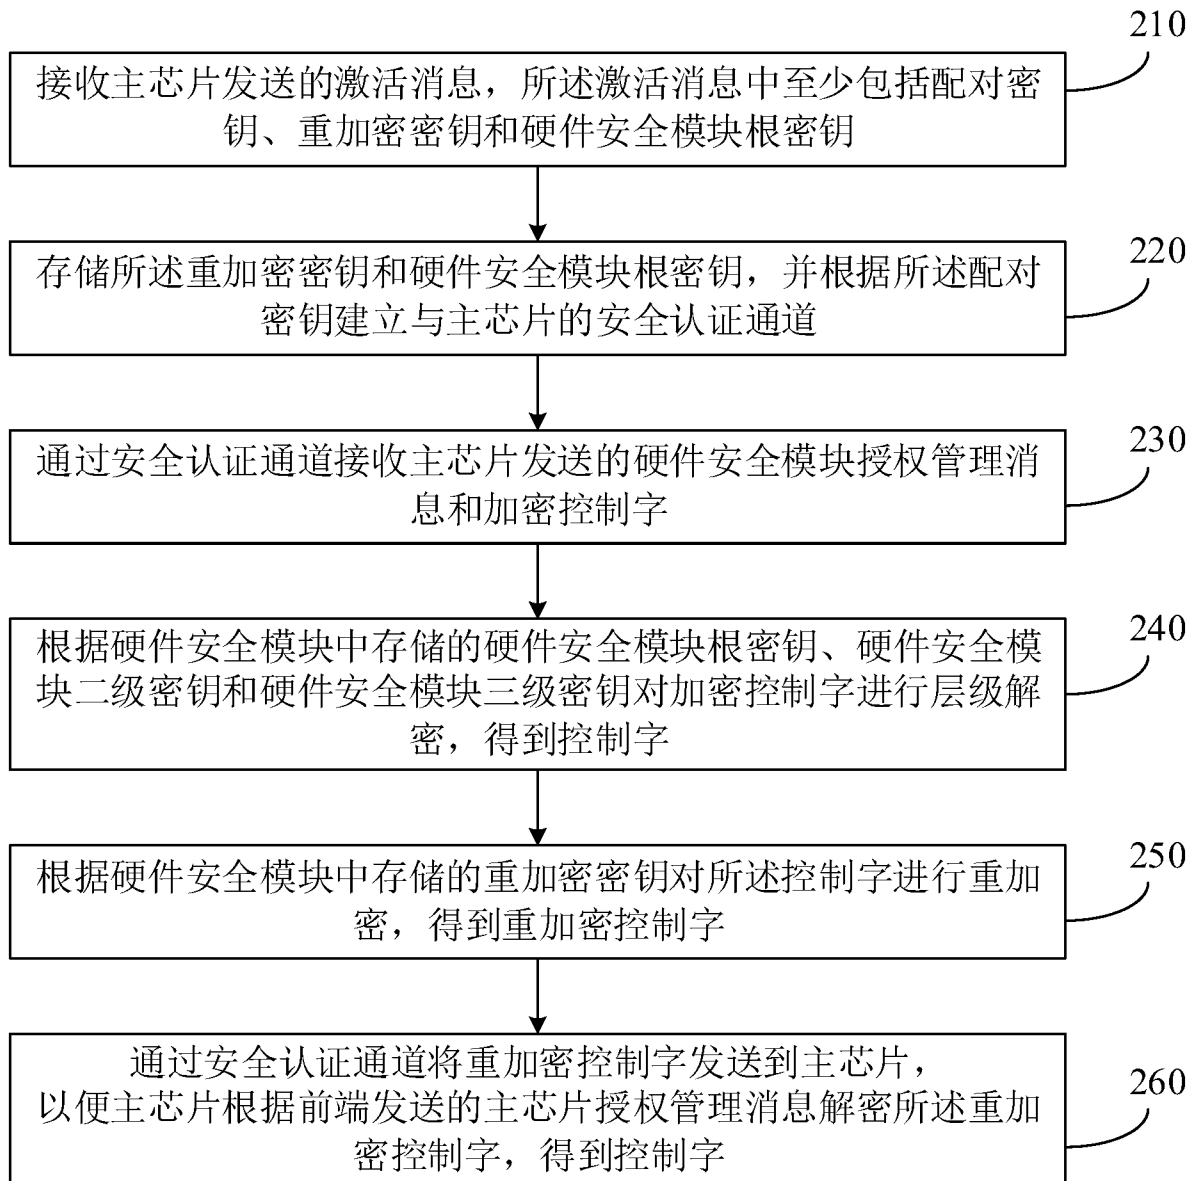 210
接收主芯片发送的激活消息，所述激活消息中至少包括配对密
钥、重加密密钥和硬件安全模块根密钥
220
存储所述重加密密钥和硬件安全模块根密钥，并根据所述配对
密钥建立与主芯片的安全认证通道
230
通过安全认证通道接收主芯片发送的硬件安全模块授权管理消
息和加密控制字
240
根据硬件安全模块中存储的硬件安全模块根密钥、硬件安全模
块二级密钥和硬件安全模块三级密钥对加密控制字进行层级解
密，得到控制字
250
根据硬件安全模块中存储的重加密密钥对所述控制字进行重加
密，得到重加密控制字
260
通过安全认证通道将重加密控制字发送到主芯片，
以便主芯片根据前端发送的主芯片授权管理消息解密所述重加
密控制字，得到控制字